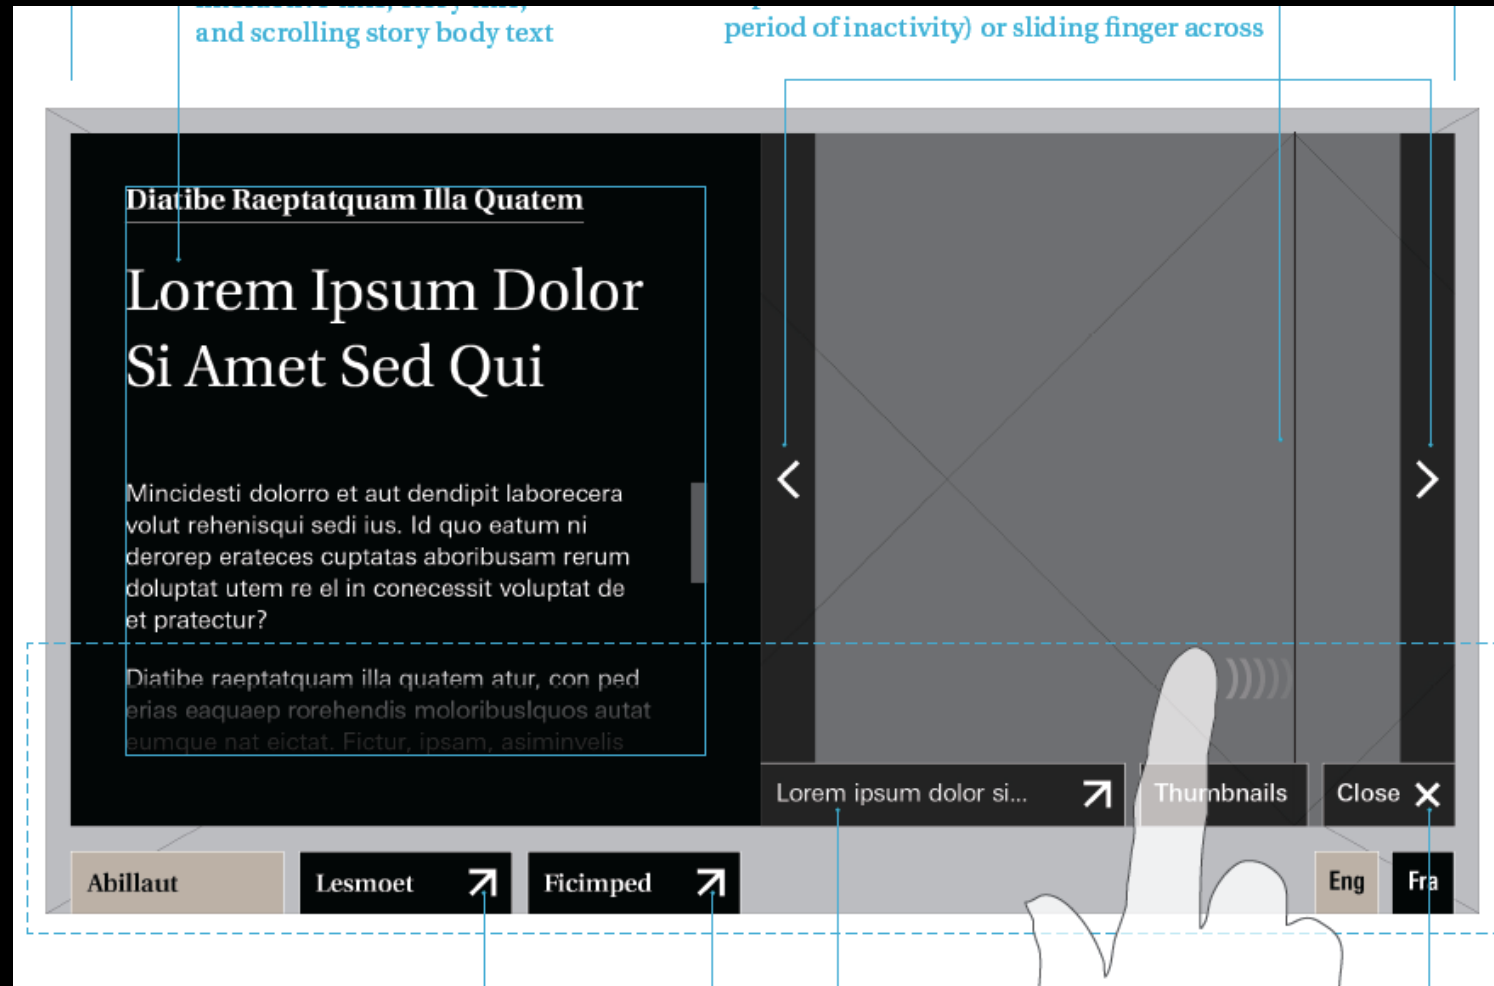 and scrolling story body text
period of inactivity) or sliding finger across
Diatibe Raeptatquam Illa Quatem
Lorem Ipsum Dolor
Si Amet Sed Qui
Mincidesti dolorro et aut dendipit laborecera
volut rehenisqui sedi ius. Id quo eatum ni
derorep erateces cuptatas aboribusam rerum
doluptat utem re el in conecessit voluptat de
et pratectur?
Diatibe raeptatquam illa quatem atur, con ped
erias eaquaep rorehendis moloribusIquos autat
eumque nat eictat. Fictur, ipsam, asiminvelis
Lorem ipsum dolor si...
Thumbnails
Close
Abillaut
Lesmoet
Ficimped
Eng
Fra